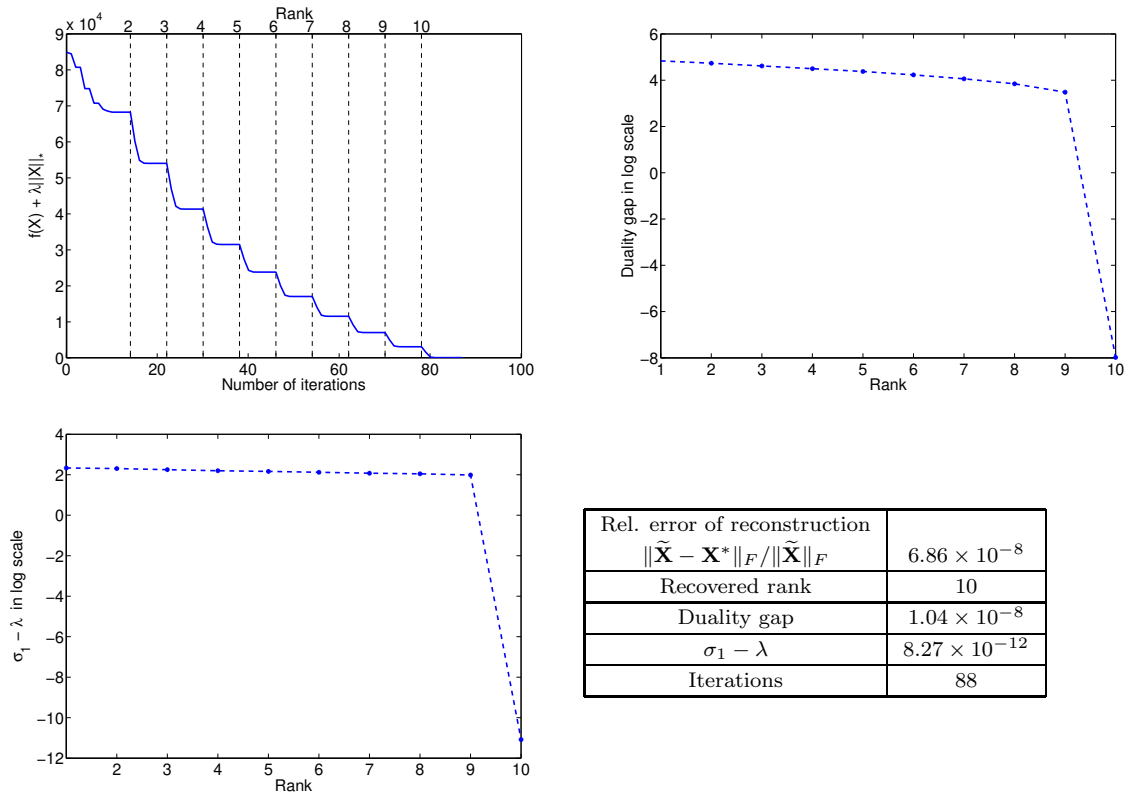 Rank
x 10⁴ 2 3 4 5 6 7 8 9 10
9
8
7
6
5
4
3
2
1
0
f(X) + λ||X||*
0 20 40 60 80 100
Number of iterations
6
4
2
0
−2
−4
−6
−8
Duality gap in log scale
1 2 3 4 5 6 7 8 9 10
Rank
4
2
0
−2
−4
−6
−8
−10
−12
σ₁ − λ in log scale
2 3 4 5 6 7 8 9 10
Rank
Rel. error of reconstruction
‖X̃ − X*‖_F/‖X̃‖_F 6.86 × 10⁻⁸
Recovered rank 10
Duality gap 1.04 × 10⁻⁸
σ₁ − λ 8.27 × 10⁻¹²
Iterations 88